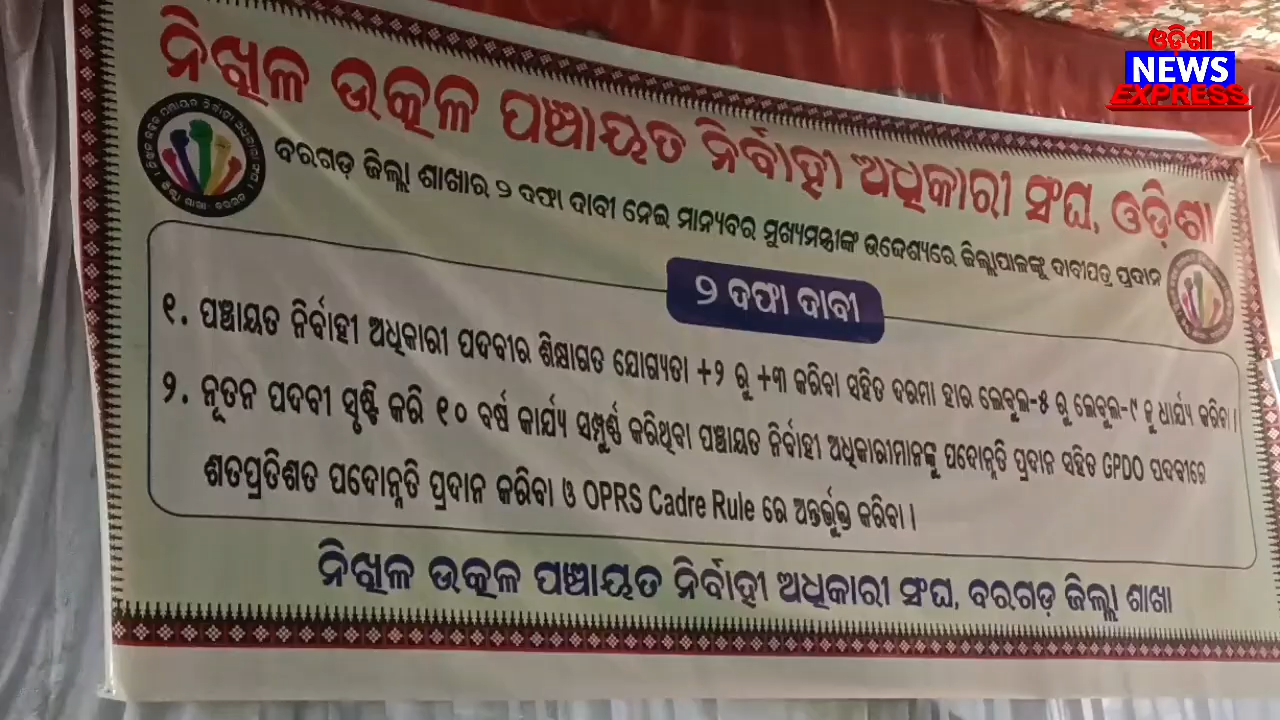 ଓଡ଼ିଶା
NEWS
EXPRESS
ନିଖିଳ ଉତ୍କଳ ପଞ୍ଚାୟତ ନିର୍ବାହୀ ଅଧିକାରୀ ସଂଘ, ଓଡ଼ିଶା
ବରଗଡ଼ ଜିଲ୍ଲା ଶାଖାର ୨ ଦଫା ଦାବୀ ନେଇ ମାନ୍ୟବର ମୁଖ୍ୟମନ୍ତ୍ରୀଙ୍କ ଉଦ୍ଦେଶ୍ୟରେ ଜିଲ୍ଲାପାଳଙ୍କୁ ଦାବୀପତ୍ର ପ୍ରଦାନ
୨ ଦଫା ଦାବୀ
୧. ପଞ୍ଚାୟତ ନିର୍ବାହୀ ଅଧିକାରୀ ପଦବୀର ଶିକ୍ଷାଗତ ଯୋଗ୍ୟତା +୨ ରୁ +୩ କରିବା ସହିତ ଦରମା ହାର ଲେବୁଲ-୫ ରୁ ଲେବୁଲ-୯ କୁ ଧାର୍ଯ୍ୟ କରିବା ।
୨. ନୂତନ ପଦବୀ ସୃଷ୍ଟି କରି ୧୦ ବର୍ଷ କାର୍ଯ୍ୟ ସମ୍ପୁର୍ଣ୍ଣ କରିଥିବା ପଞ୍ଚାୟତ ନିର୍ବାହୀ ଅଧିକାରୀମାନଙ୍କୁ ପଦୋନ୍ନତି ପ୍ରଦାନ ସହିତ GPDO ପଦବୀରେ
ଶତପ୍ରତିଶତ ପଦୋନ୍ନତି ପ୍ରଦାନ କରିବା ଓ OPRS Cadre Rule ରେ ଅନ୍ତର୍ଭୁକ୍ତ କରିବା ।
ନିଖିଳ ଉତ୍କଳ ପଞ୍ଚାୟତ ନିର୍ବାହୀ ଅଧିକାରୀ ସଂଘ, ବରଗଡ଼ ଜିଲ୍ଲା ଶାଖା